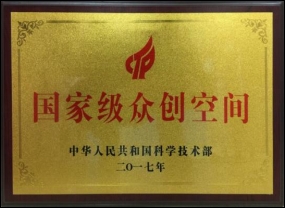 国家级众创空间
中华人民共和国科学技术部
二〇一七年